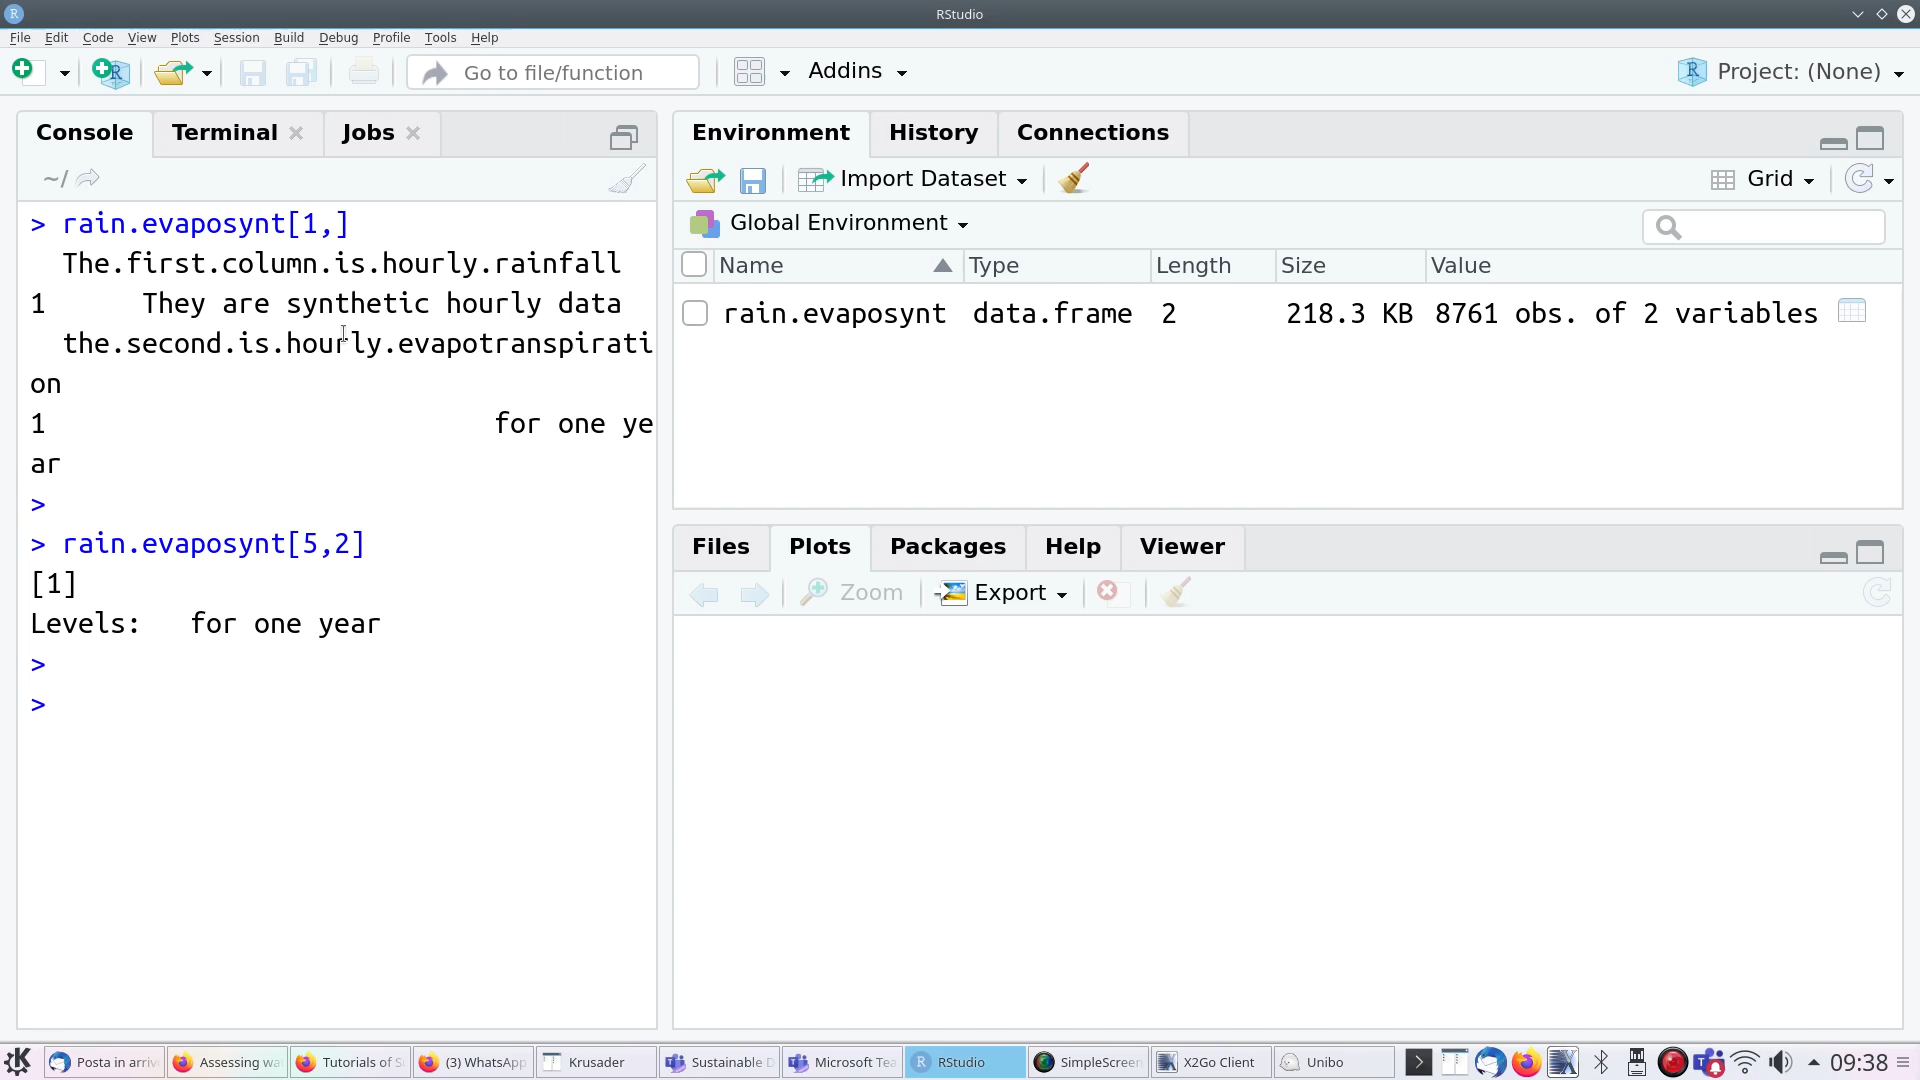 RStudio
File Edit Code View Plots Session Build Debug Profile Tools Help
Go to file/function Addins Project: (None)
Console Terminal Jobs
~/
> rain.evaposynt[1,]
The.first.column.is.hourly.rainfall
1 They are synthetic hourly data
the.second.is.hourly.evapotranspirati
on
1 for one ye
ar
>
> rain.evaposynt[5,2]
[1]
Levels: for one year
>
>
Environment History Connections
Import Dataset Grid
Global Environment
Name Type Length Size Value
rain.evaposynt data.frame 2 218.3 KB 8761 obs. of 2 variables
Files Plots Packages Help Viewer
Zoom Export
Posta in arriv Assessing wa Tutorials of S (3) WhatsApp Krusader Sustainable D Microsoft Tea RStudio SimpleScreen X2Go Client Unibo 09:38